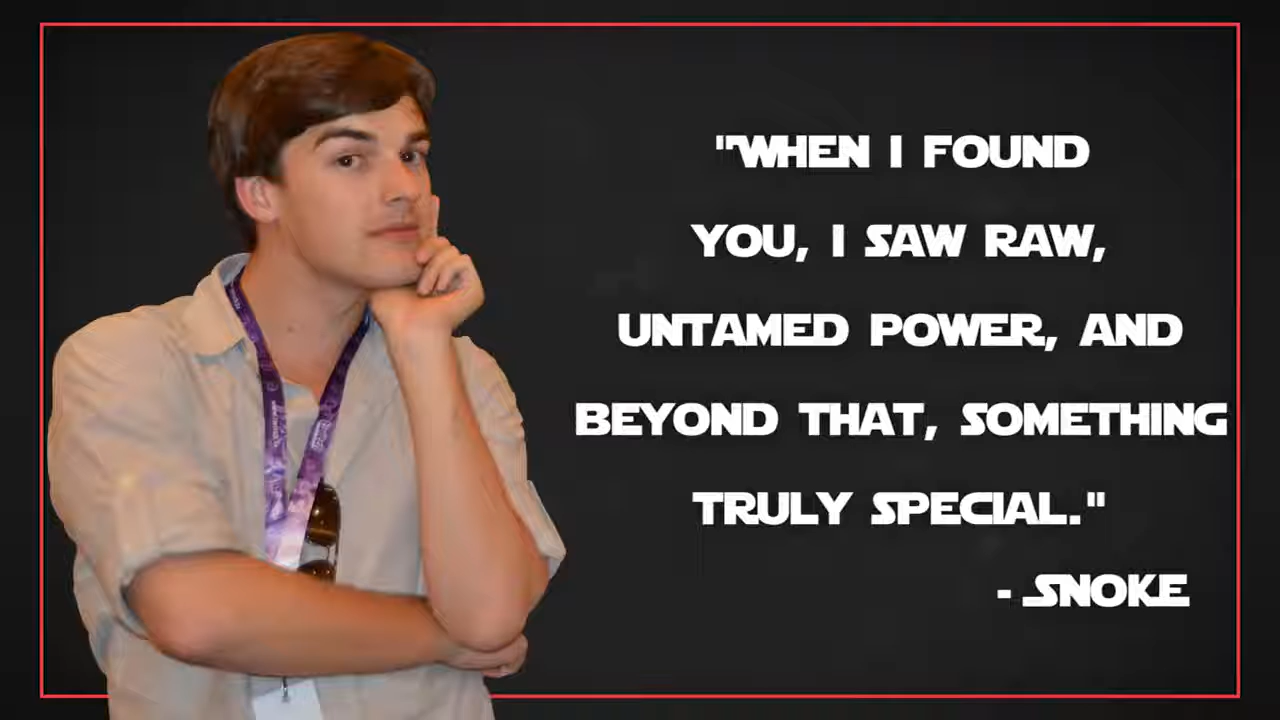 "WHEN I FOUND
YOU, I SAW RAW,
UNTAMED POWER, AND
BEYOND THAT, SOMETHING
TRULY SPECIAL."
- SNOKE